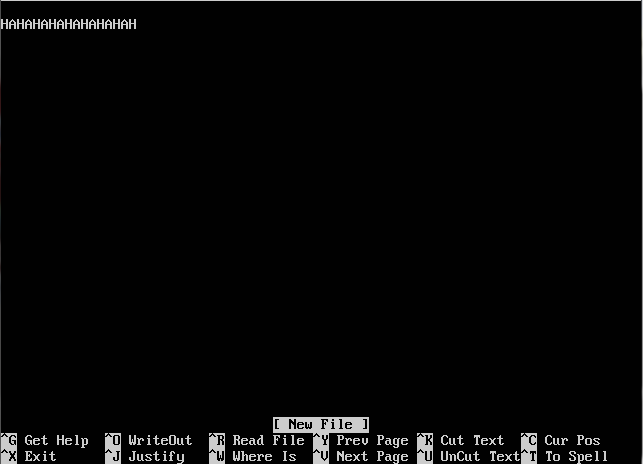 HAHAHAHAHAHAHAHAH
[ New File ]
^G Get Help ^O WriteOut ^R Read File ^Y Prev Page ^K Cut Text ^C Cur Pos
^X Exit ^J Justify ^W Where Is ^V Next Page ^U UnCut Text ^T To Spell